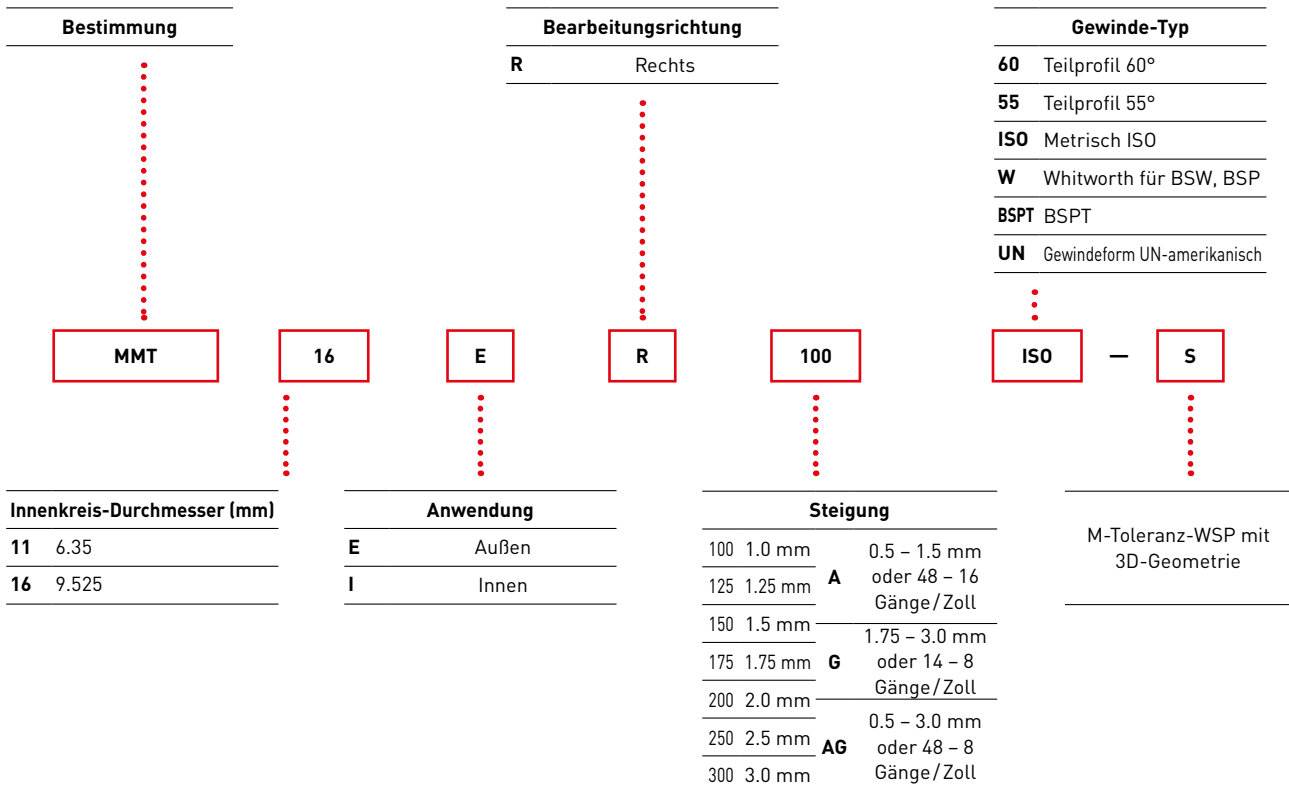 Bestimmung
Bearbeitungsrichtung
R Rechts
Gewinde-Typ
60 Teilprofil 60°
55 Teilprofil 55°
ISO Metrisch ISO
W Whitworth für BSW, BSP
BSPT BSPT
UN Gewindeform UN-amerikanisch
MMT 16 E R 100 ISO — S
Innenkreis-Durchmesser (mm)
11 6.35
16 9.525
Anwendung
E Außen
I Innen
Steigung
100 1.0 mm
125 1.25 mm
150 1.5 mm
175 1.75 mm
200 2.0 mm
250 2.5 mm
300 3.0 mm
A
0.5 – 1.5 mm
oder 48 – 16
Gänge/Zoll
G
1.75 – 3.0 mm
oder 14 – 8
Gänge/Zoll
AG
0.5 – 3.0 mm
oder 48 – 8
Gänge/Zoll
M-Toleranz-WSP mit
3D-Geometrie